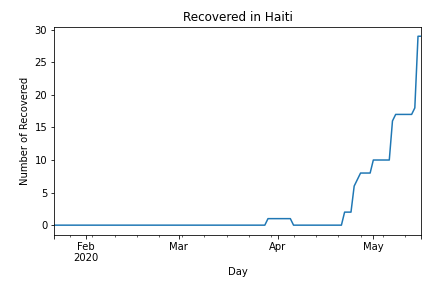 Recovered in Haiti
Number of Recovered
30
25
20
15
10
5
0
Feb
2020
Mar
Apr
May
Day